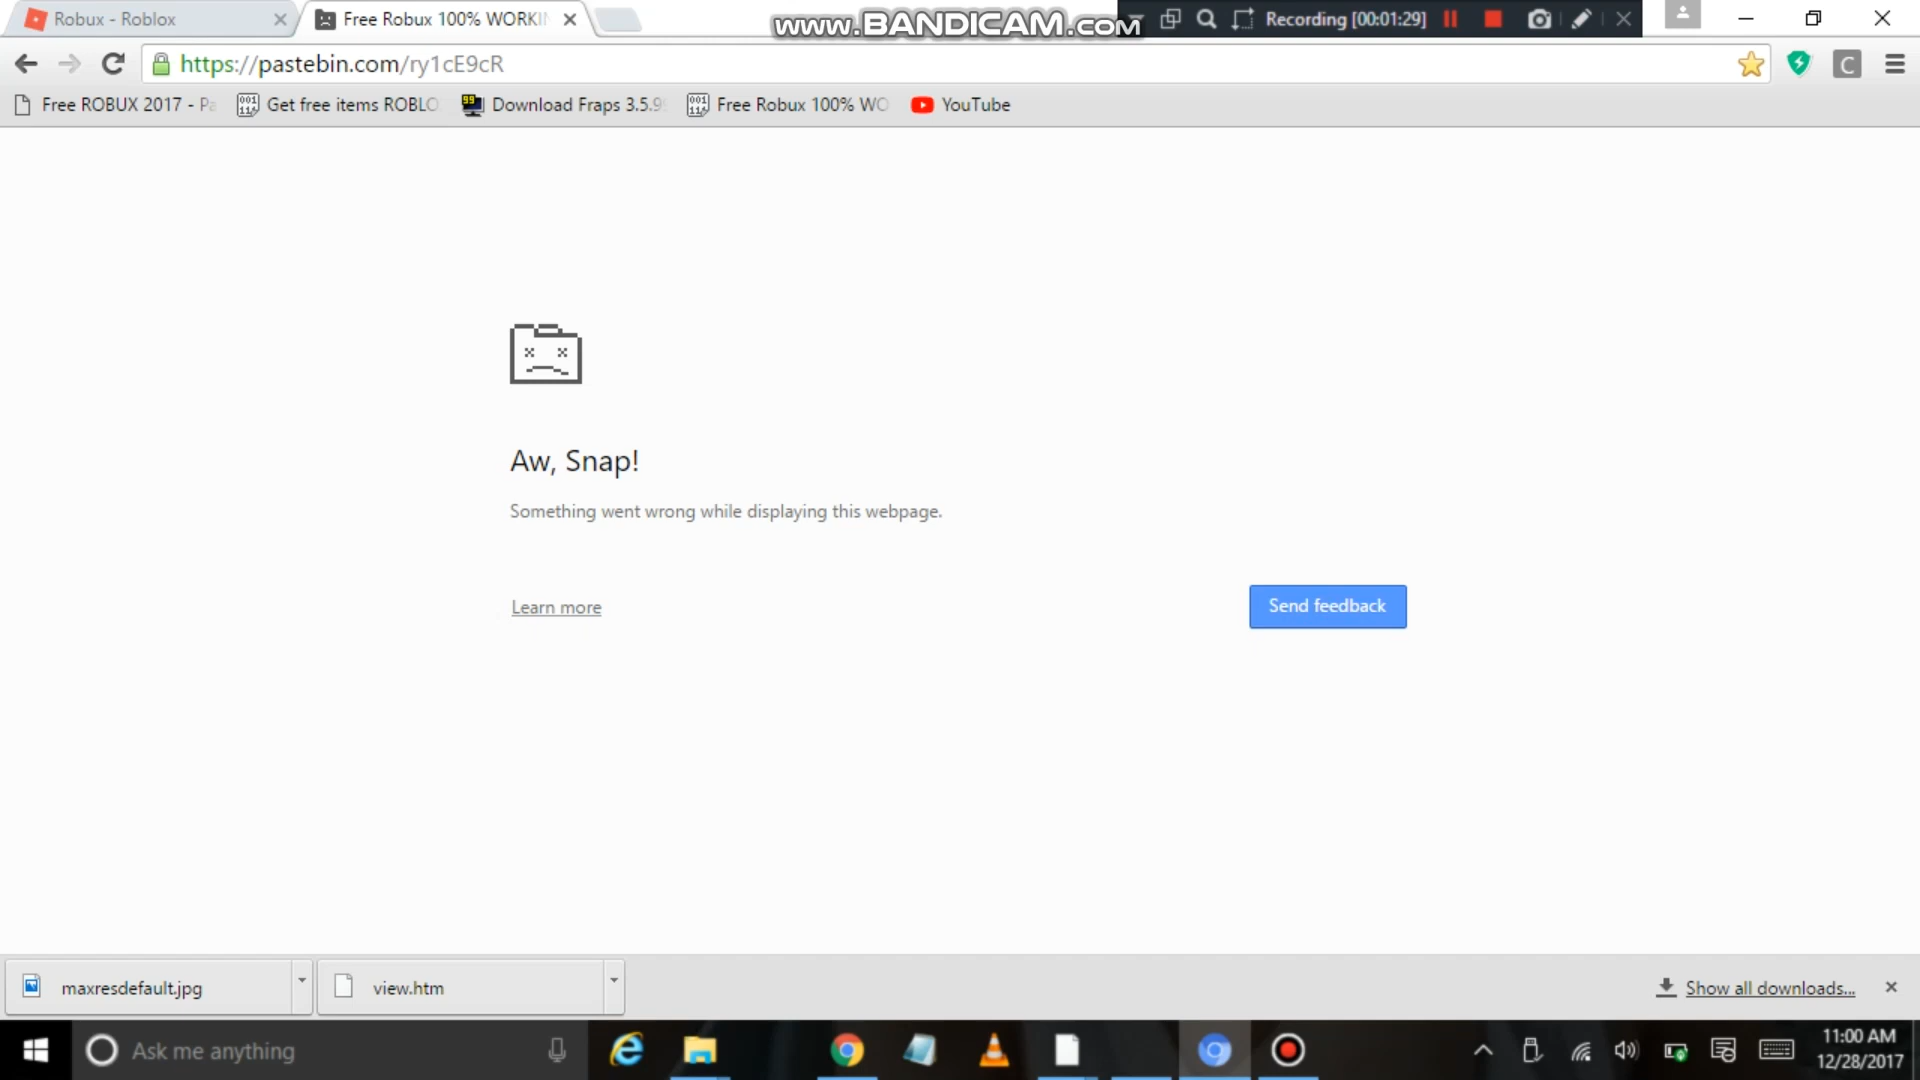 Robux - Roblox
Free Robux 100% WORKIN
www.BANDICAM.com
Recording [00:01:29]
https://pastebin.com/ry1cE9cR
C
Free ROBUX 2017 - Pa
Get free items ROBLO
Download Fraps 3.5.9
Free Robux 100% WO
YouTube
Aw, Snap!
Something went wrong while displaying this webpage.
Learn more
Send feedback
maxresdefault.jpg
view.htm
Show all downloads...
Ask me anything
11:00 AM
12/28/2017